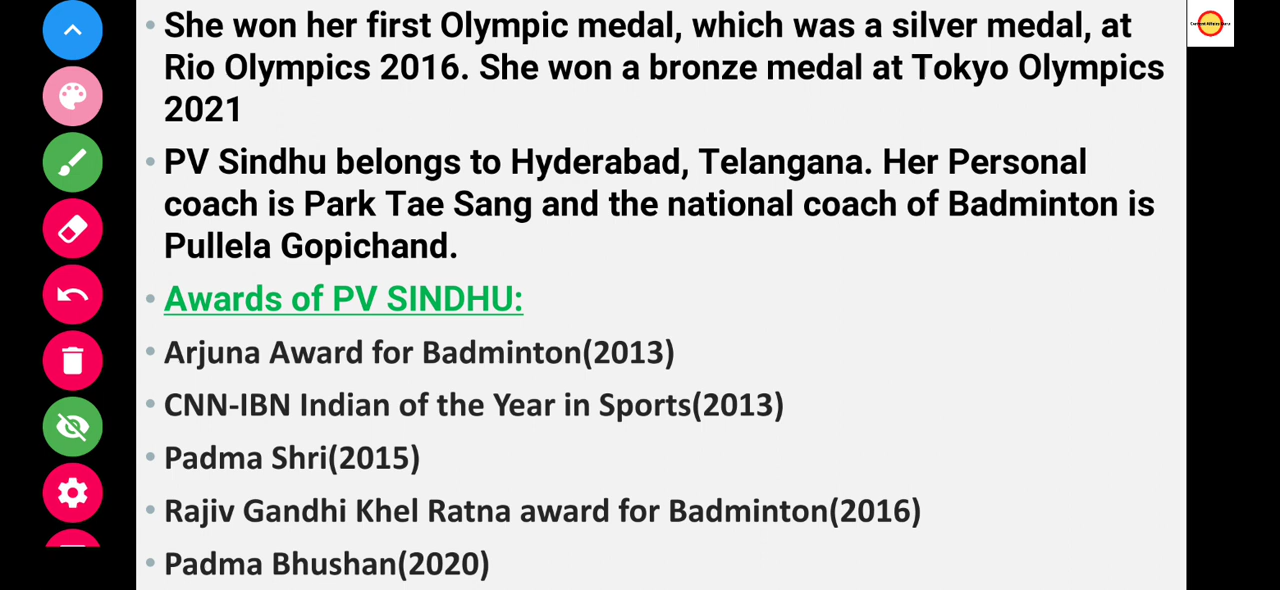 She won her first Olympic medal, which was a silver medal, at
Rio Olympics 2016. She won a bronze medal at Tokyo Olympics
2021
PV Sindhu belongs to Hyderabad, Telangana. Her Personal
coach is Park Tae Sang and the national coach of Badminton is
Pullela Gopichand.
Awards of PV SINDHU:
Arjuna Award for Badminton(2013)
CNN-IBN Indian of the Year in Sports(2013)
Padma Shri(2015)
Rajiv Gandhi Khel Ratna award for Badminton(2016)
Padma Bhushan(2020)